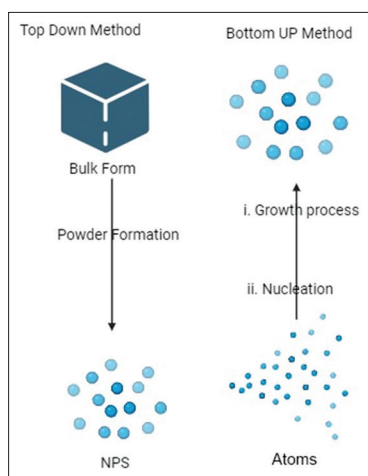 Top Down Method
Bulk Form
Powder Formation
NPS
Bottom UP Method
i. Growth process
ii. Nucleation
Atoms